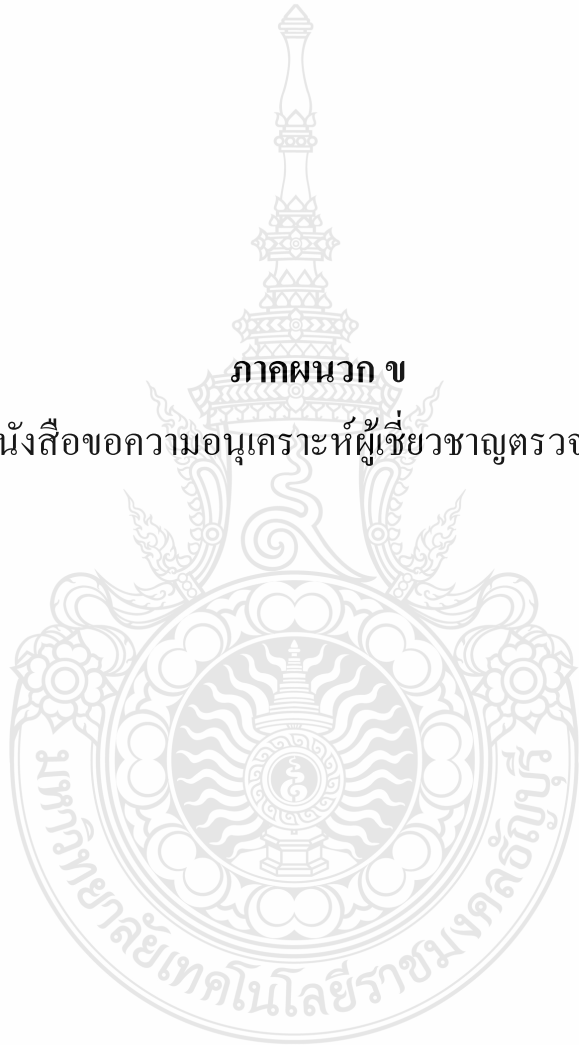 ภาคผนวก ข
นังสือขอความอนุเคราะห์ผู้เชี่ยวชาญตรวจ
มหาวิทยาลัยเทคโนโลยีราชมงคลธัญบุรี